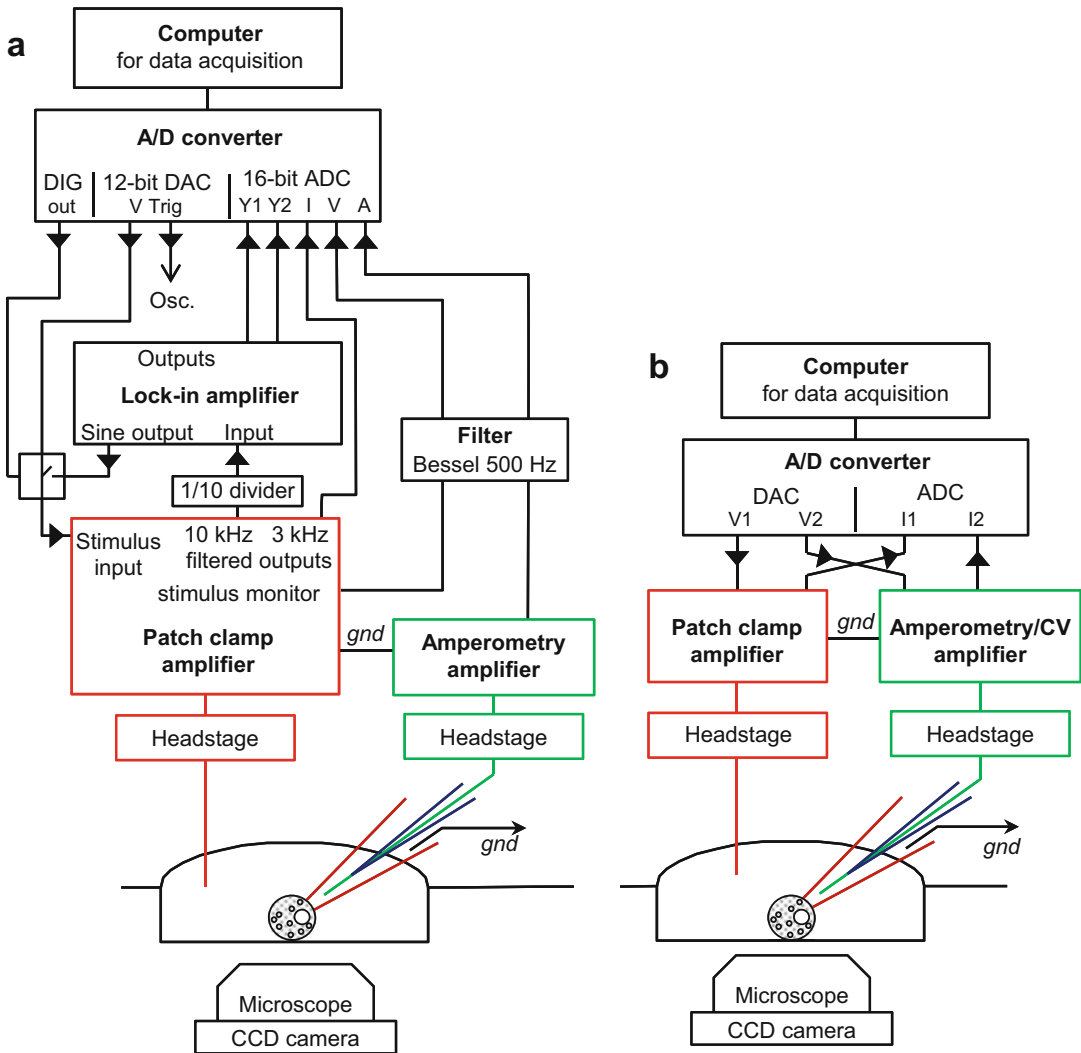 a
Computer
for data acquisition
A/D converter
DIG
out
12-bit DAC
V Trig
16-bit ADC
Y1 Y2 I V A
Osc.
Outputs
Lock-in amplifier
Sine output Input
1/10 divider
Filter
Bessel 500 Hz
Stimulus
input
10 kHz 3 kHz
filtered outputs
stimulus monitor
Patch clamp
amplifier
gnd
Amperometry
amplifier
Headstage
Headstage
gnd
Microscope
CCD camera
b
Computer
for data acquisition
A/D converter
DAC ADC
V1 V2 I1 I2
Patch clamp
amplifier
gnd
Amperometry/CV
amplifier
Headstage
Headstage
gnd
Microscope
CCD camera